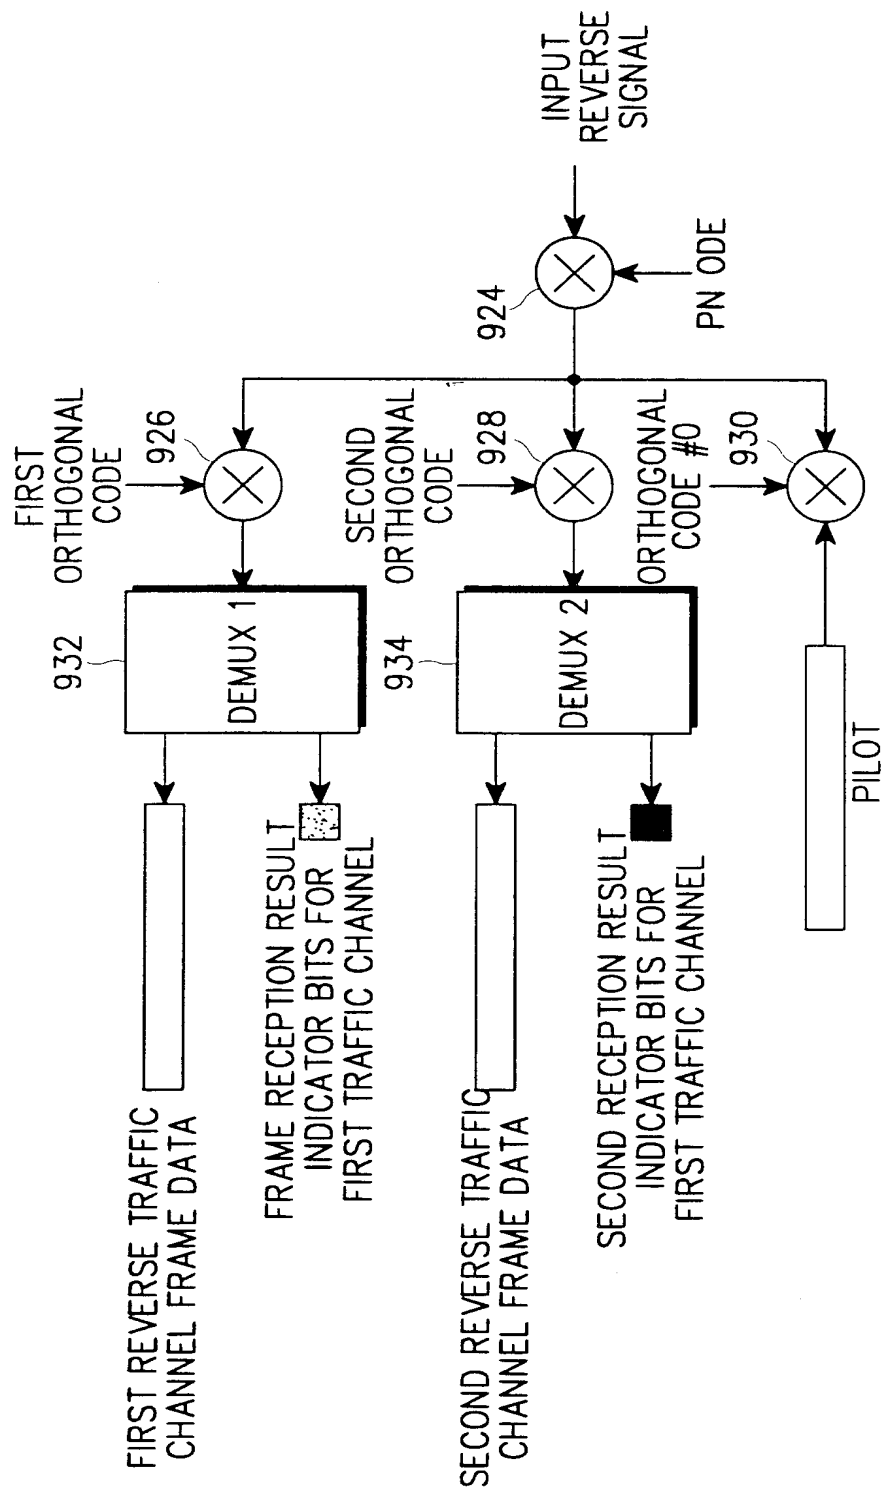 INPUT
REVERSE
SIGNAL
PN ODE
924
FIRST
ORTHOGONAL
CODE
926
SECOND
ORTHOGONAL
CODE
928
ORTHOGONAL
CODE #0
930
932
DEMUX 1
934
DEMUX 2
FIRST REVERSE TRAFFIC
CHANNEL FRAME DATA
FRAME RECEPTION RESULT
INDICATOR BITS FOR
FIRST TRAFFIC CHANNEL
SECOND REVERSE TRAFFIC
CHANNEL FRAME DATA
SECOND RECEPTION RESULT
INDICATOR BITS FOR
FIRST TRAFFIC CHANNEL
PILOT